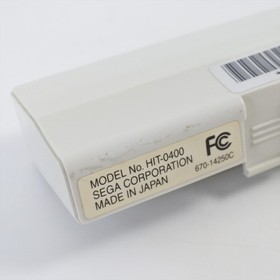 MODEL No. HIT-0400
SEGA CORPORATION
MADE IN JAPAN
FC
670-14250C